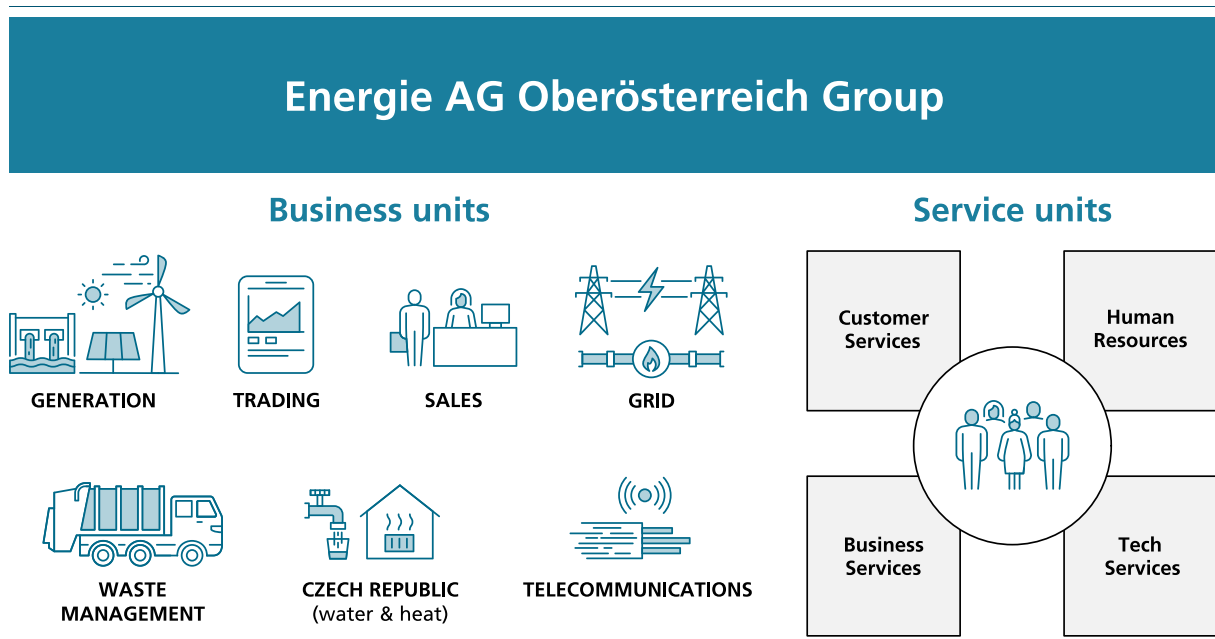 Energie AG Oberösterreich Group
Business units
Service units
GENERATION
TRADING
SALES
GRID
WASTE
MANAGEMENT
CZECH REPUBLIC
(water & heat)
TELECOMMUNICATIONS
Customer
Services
Human
Resources
Business
Services
Tech
Services